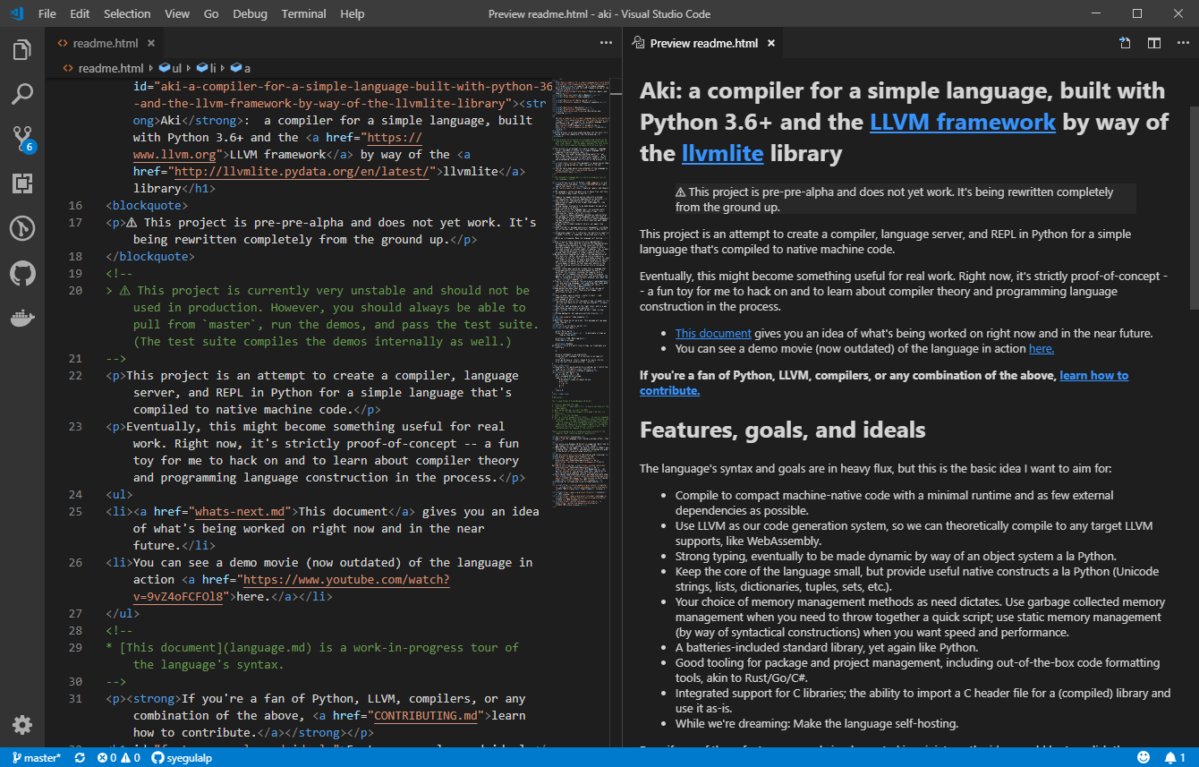 File Edit Selection View Go Debug Terminal Help
Preview readme.html - aki - Visual Studio Code
readme.html
readme.html ul li a
id="aki-a-compiler-for-a-simple-language-built-with-python-36
-and-the-llvm-framework-by-way-of-the-llvmlite-library"><str
ong>Aki</strong>: a compiler for a simple language, built
with Python 3.6+ and the <a href="https://
www.llvm.org">LLVM framework</a> by way of the <a
href="http://llvmlite.pydata.org/en/latest/">llvmlite</a>
library</h1>
16 <blockquote>
17 <p>⚠ This project is pre-pre-alpha and does not yet work. It's
being rewritten completely from the ground up.</p>
18 </blockquote>
19 <!--
20 > ⚠ This project is currently very unstable and should not be
used in production. However, you should always be able to
pull from `master`, run the demos, and pass the test suite.
(The test suite compiles the demos internally as well.)
21 -->
22 <p>This project is an attempt to create a compiler, language
server, and REPL in Python for a simple language that's
compiled to native machine code.</p>
23 <p>Eventually, this might become something useful for real
work. Right now, it's strictly proof-of-concept -- a fun
toy for me to hack on and to learn about compiler theory
and programming language construction in the process.</p>
24 <ul>
25 <li><a href="whats-next.md">This document</a> gives you an idea
of what's being worked on right now and in the near
future.</li>
26 <li>You can see a demo movie (now outdated) of the language in
action <a href="https://www.youtube.com/watch?
v=9vZ4oFCFOl8">here.</a></li>
27 </ul>
28 <!--
29 * [This document](language.md) is a work-in-progress tour of
the language's syntax.
30 -->
31 <p><strong>If you're a fan of Python, LLVM, compilers, or any
combination of the above, <a href="CONTRIBUTING.md">learn
how to contribute.</a></strong></p>
Preview readme.html
Aki: a compiler for a simple language, built with
Python 3.6+ and the LLVM framework by way of
the llvmlite library
⚠ This project is pre-pre-alpha and does not yet work. It's being rewritten completely
from the ground up.
This project is an attempt to create a compiler, language server, and REPL in Python for a simple
language that's compiled to native machine code.
Eventually, this might become something useful for real work. Right now, it's strictly proof-of-concept -
- a fun toy for me to hack on and to learn about compiler theory and programming language
construction in the process.
• This document gives you an idea of what's being worked on right now and in the near future.
• You can see a demo movie (now outdated) of the language in action here.
If you're a fan of Python, LLVM, compilers, or any combination of the above, learn how to
contribute.
Features, goals, and ideals
The language's syntax and goals are in heavy flux, but this is the basic idea I want to aim for:
• Compile to compact machine-native code with a minimal runtime and a few external
dependencies as possible.
• Use LLVM as our code generation system, so we can theoretically compile to any target LLVM
supports, like WebAssembly.
• Strong typing, eventually to be made dynamic by way of an object system a la Python.
• Keep the core of the language small, but provide useful native constructs a la Python (Unicode
strings, lists, dictionaries, tuples, sets, etc.).
• Your choice of memory management methods as need dictates. Use garbage collected memory
management when you need to throw together a quick script; use static memory management
(by way of syntactical constructions) when you want speed and performance.
• A batteries-included standard library, yet again like Python.
• Good tooling for package and project management, including out-of-the-box code formatting
tools, akin to Rust/Go/C#.
• Integrated support for C libraries; the ability to import a C header file for a (compiled) library and
use it as-is.
• While we're dreaming: Make the language self-hosting.
6
master* 0 0 syegulalp 1